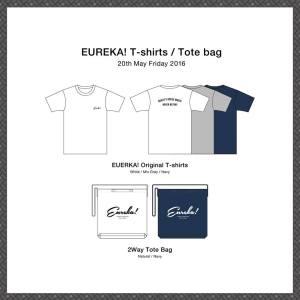 EUREKA! T-shirts / Tote bag
20th May Friday 2016
Eureka!
EUERKA! Original T-shirts
White / Mix Gray / Navy
Eureka!
Eureka!
2Way Tote Bag
Natural / Navy